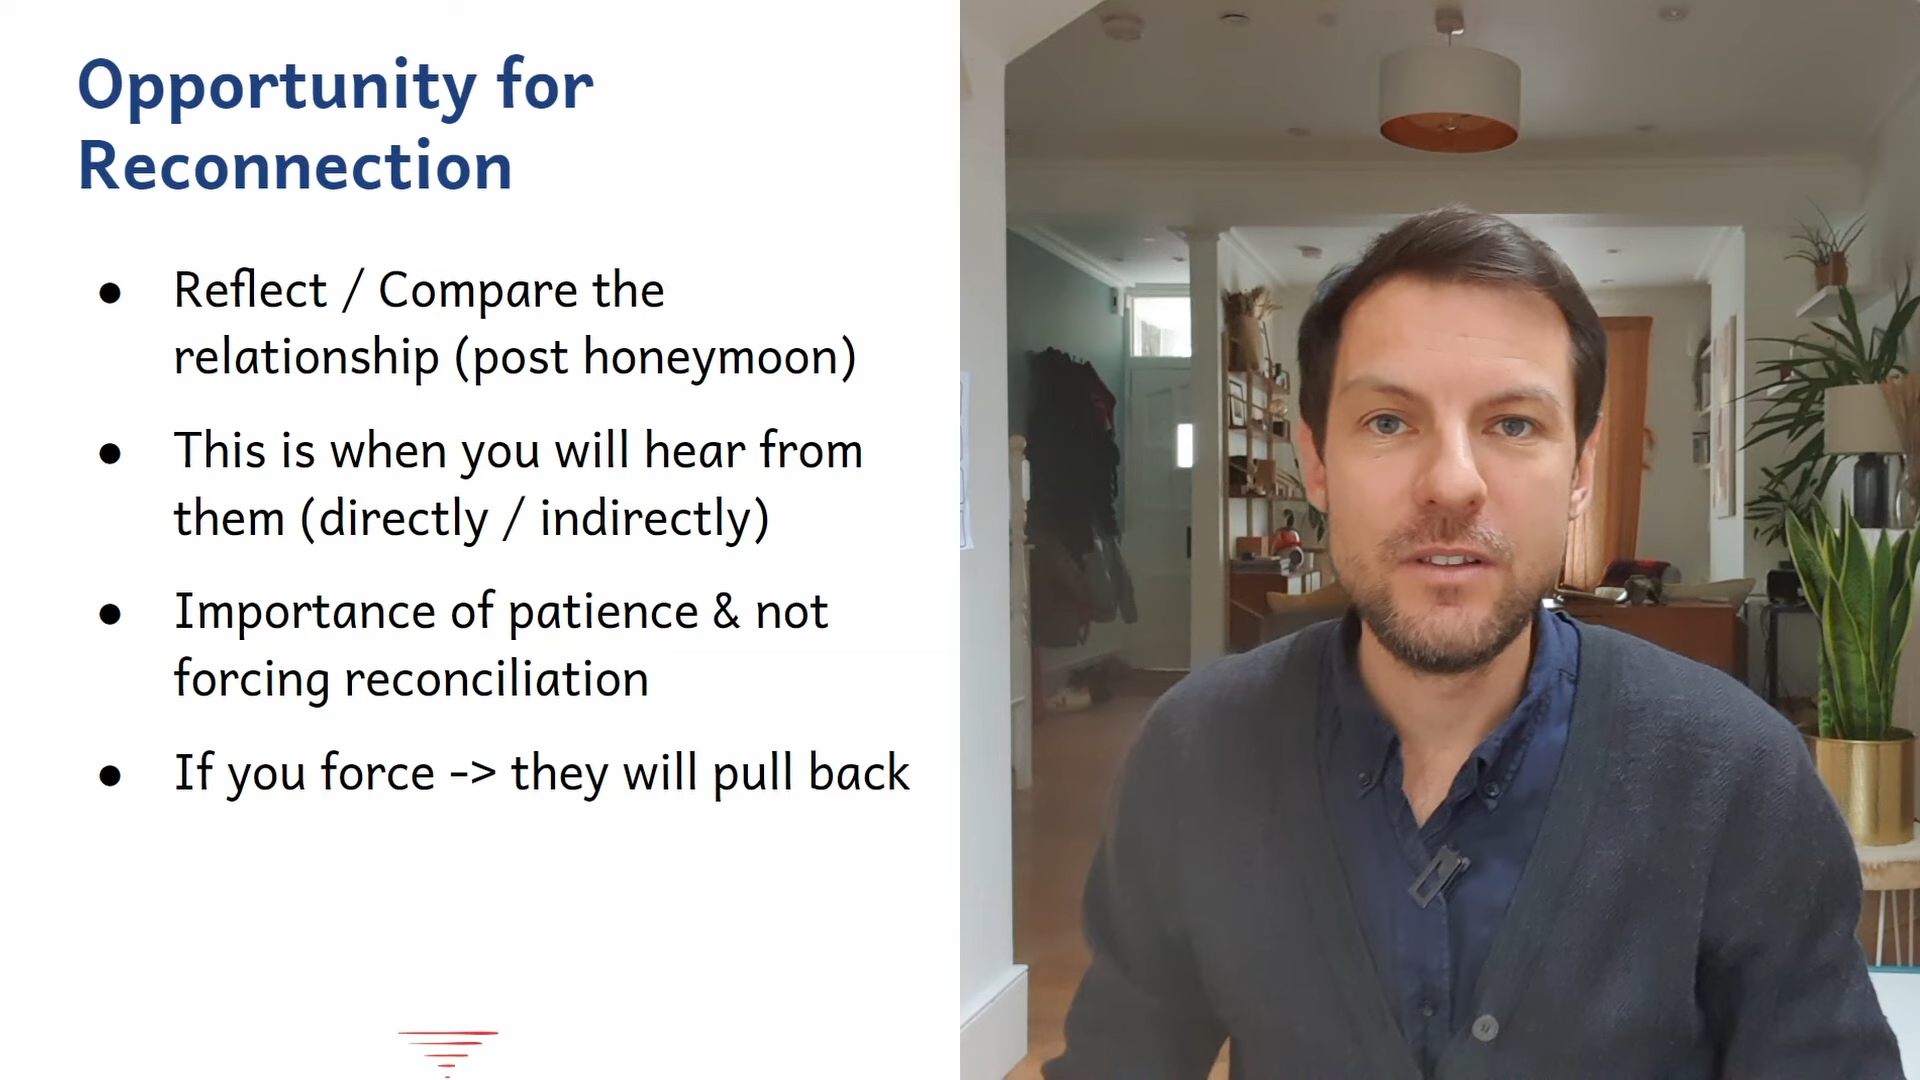 Opportunity for
Reconnection
● Reflect / Compare the
relationship (post honeymoon)
● This is when you will hear from
them (directly / indirectly)
● Importance of patience & not
forcing reconciliation
● If you force -> they will pull back